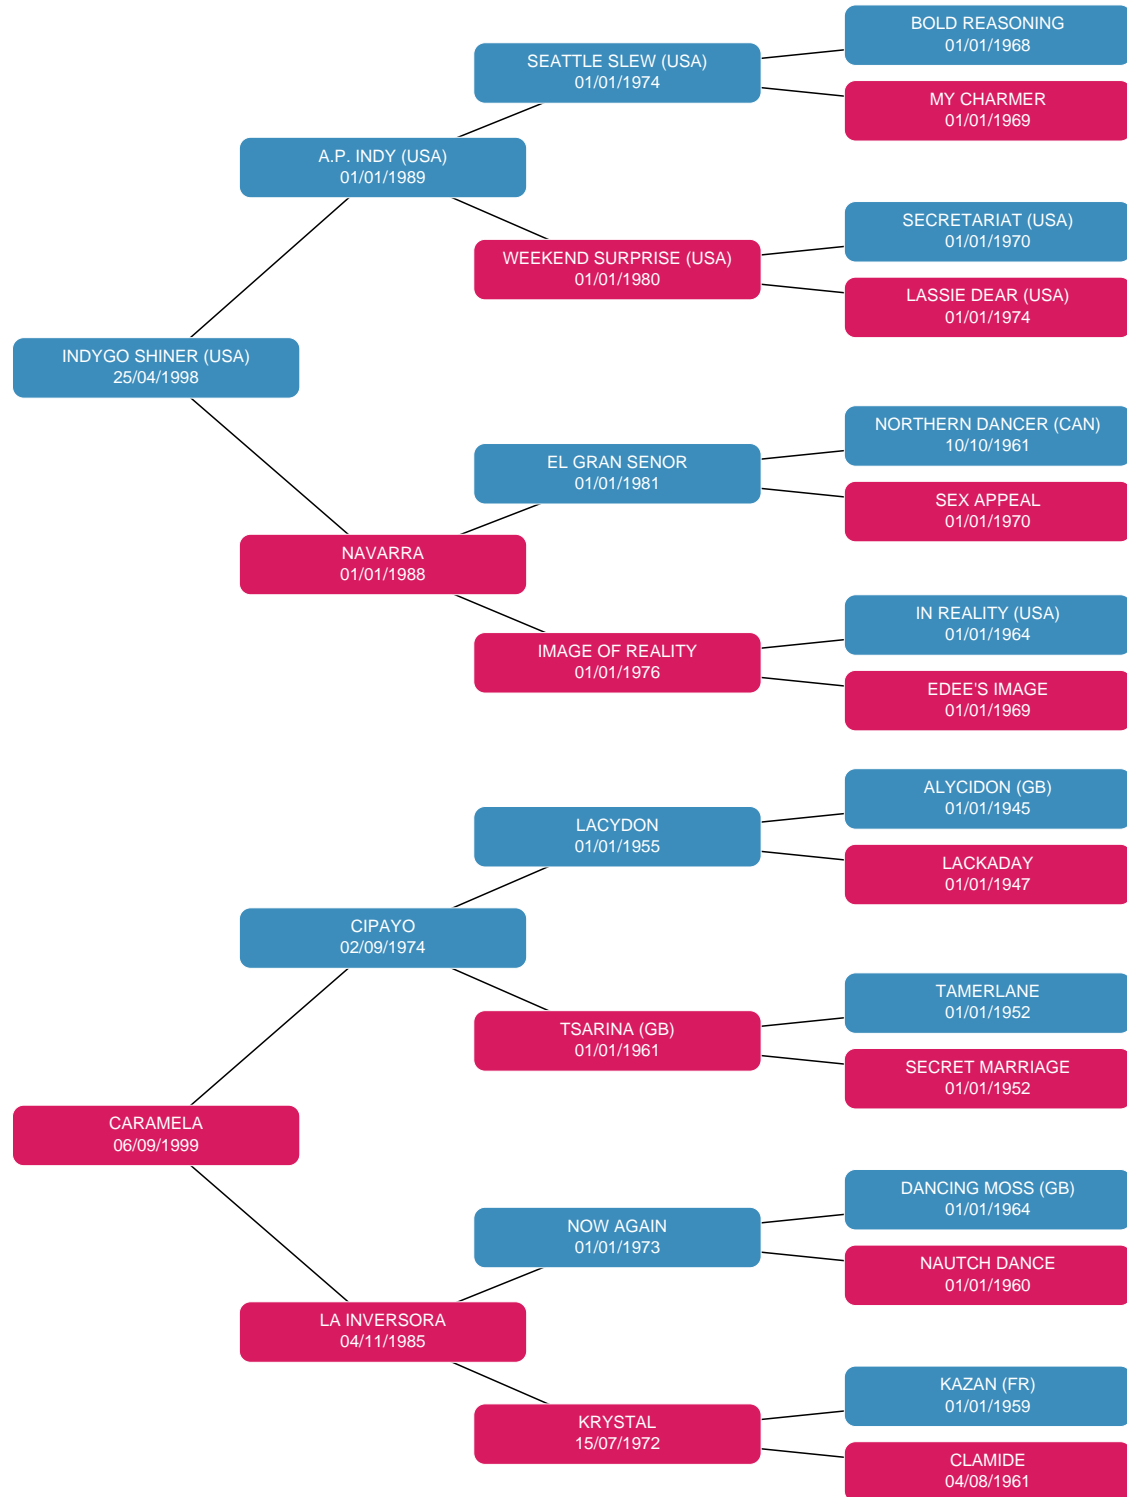 BOLD REASONING
01/01/1968
SEATTLE SLEW (USA)
01/01/1974
MY CHARMER
01/01/1969
A.P. INDY (USA)
01/01/1989
SECRETARIAT (USA)
01/01/1970
WEEKEND SURPRISE (USA)
01/01/1980
LASSIE DEAR (USA)
01/01/1974
INDYGO SHINER (USA)
25/04/1998
NORTHERN DANCER (CAN)
10/10/1961
EL GRAN SENOR
01/01/1981
SEX APPEAL
01/01/1970
NAVARRA
01/01/1988
IN REALITY (USA)
01/01/1964
IMAGE OF REALITY
01/01/1976
EDEE'S IMAGE
01/01/1969
ALYCIDON (GB)
01/01/1945
LACYDON
01/01/1955
LACKADAY
01/01/1947
CIPAYO
02/09/1974
TAMERLANE
01/01/1952
TSARINA (GB)
01/01/1961
SECRET MARRIAGE
01/01/1952
CARAMELA
06/09/1999
DANCING MOSS (GB)
01/01/1964
NOW AGAIN
01/01/1973
NAUTCH DANCE
01/01/1960
LA INVERSORA
04/11/1985
KAZAN (FR)
01/01/1959
KRYSTAL
15/07/1972
CLAMIDE
04/08/1961